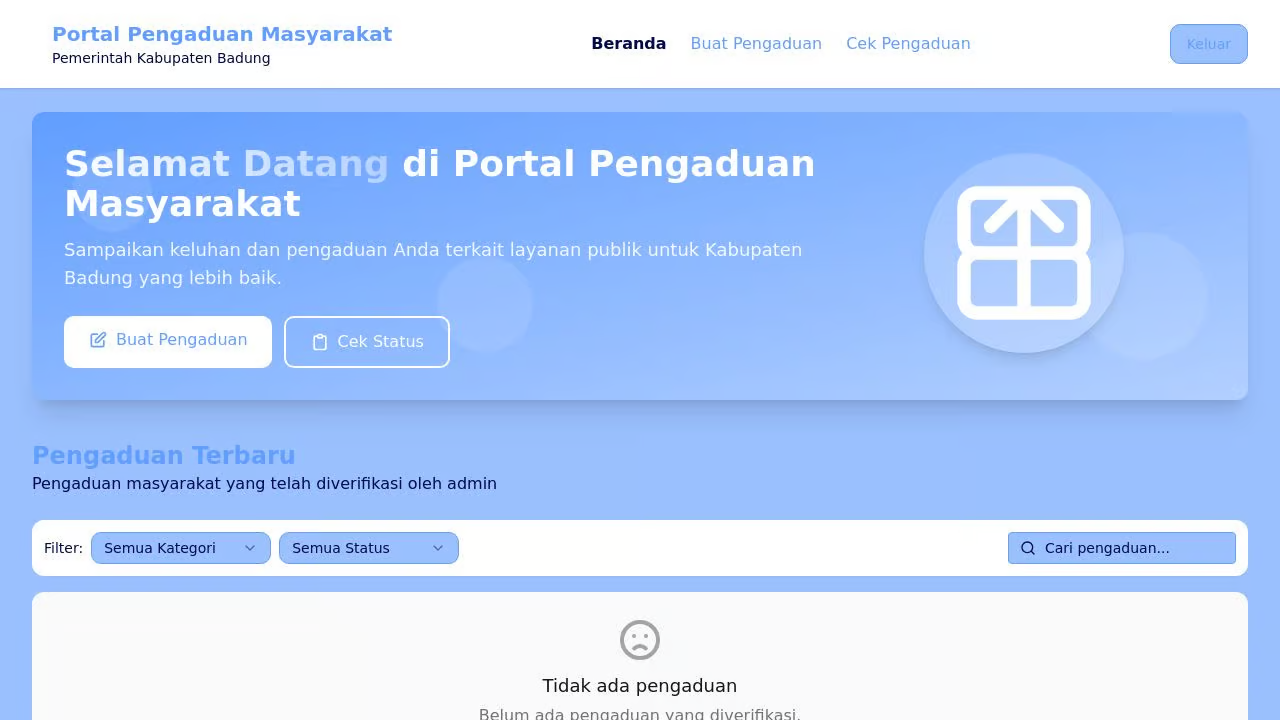 Portal Pengaduan Masyarakat
Pemerintah Kabupaten Badung
Beranda
Buat Pengaduan
Cek Pengaduan
Keluar
Selamat Datang di Portal Pengaduan
Masyarakat
Sampaikan keluhan dan pengaduan Anda terkait layanan publik untuk Kabupaten
Badung yang lebih baik.
Buat Pengaduan
Cek Status
Pengaduan Terbaru
Pengaduan masyarakat yang telah diverifikasi oleh admin
Filter:
Semua Kategori
Semua Status
Cari pengaduan...
Tidak ada pengaduan
Belum ada pengaduan yang diverifikasi.